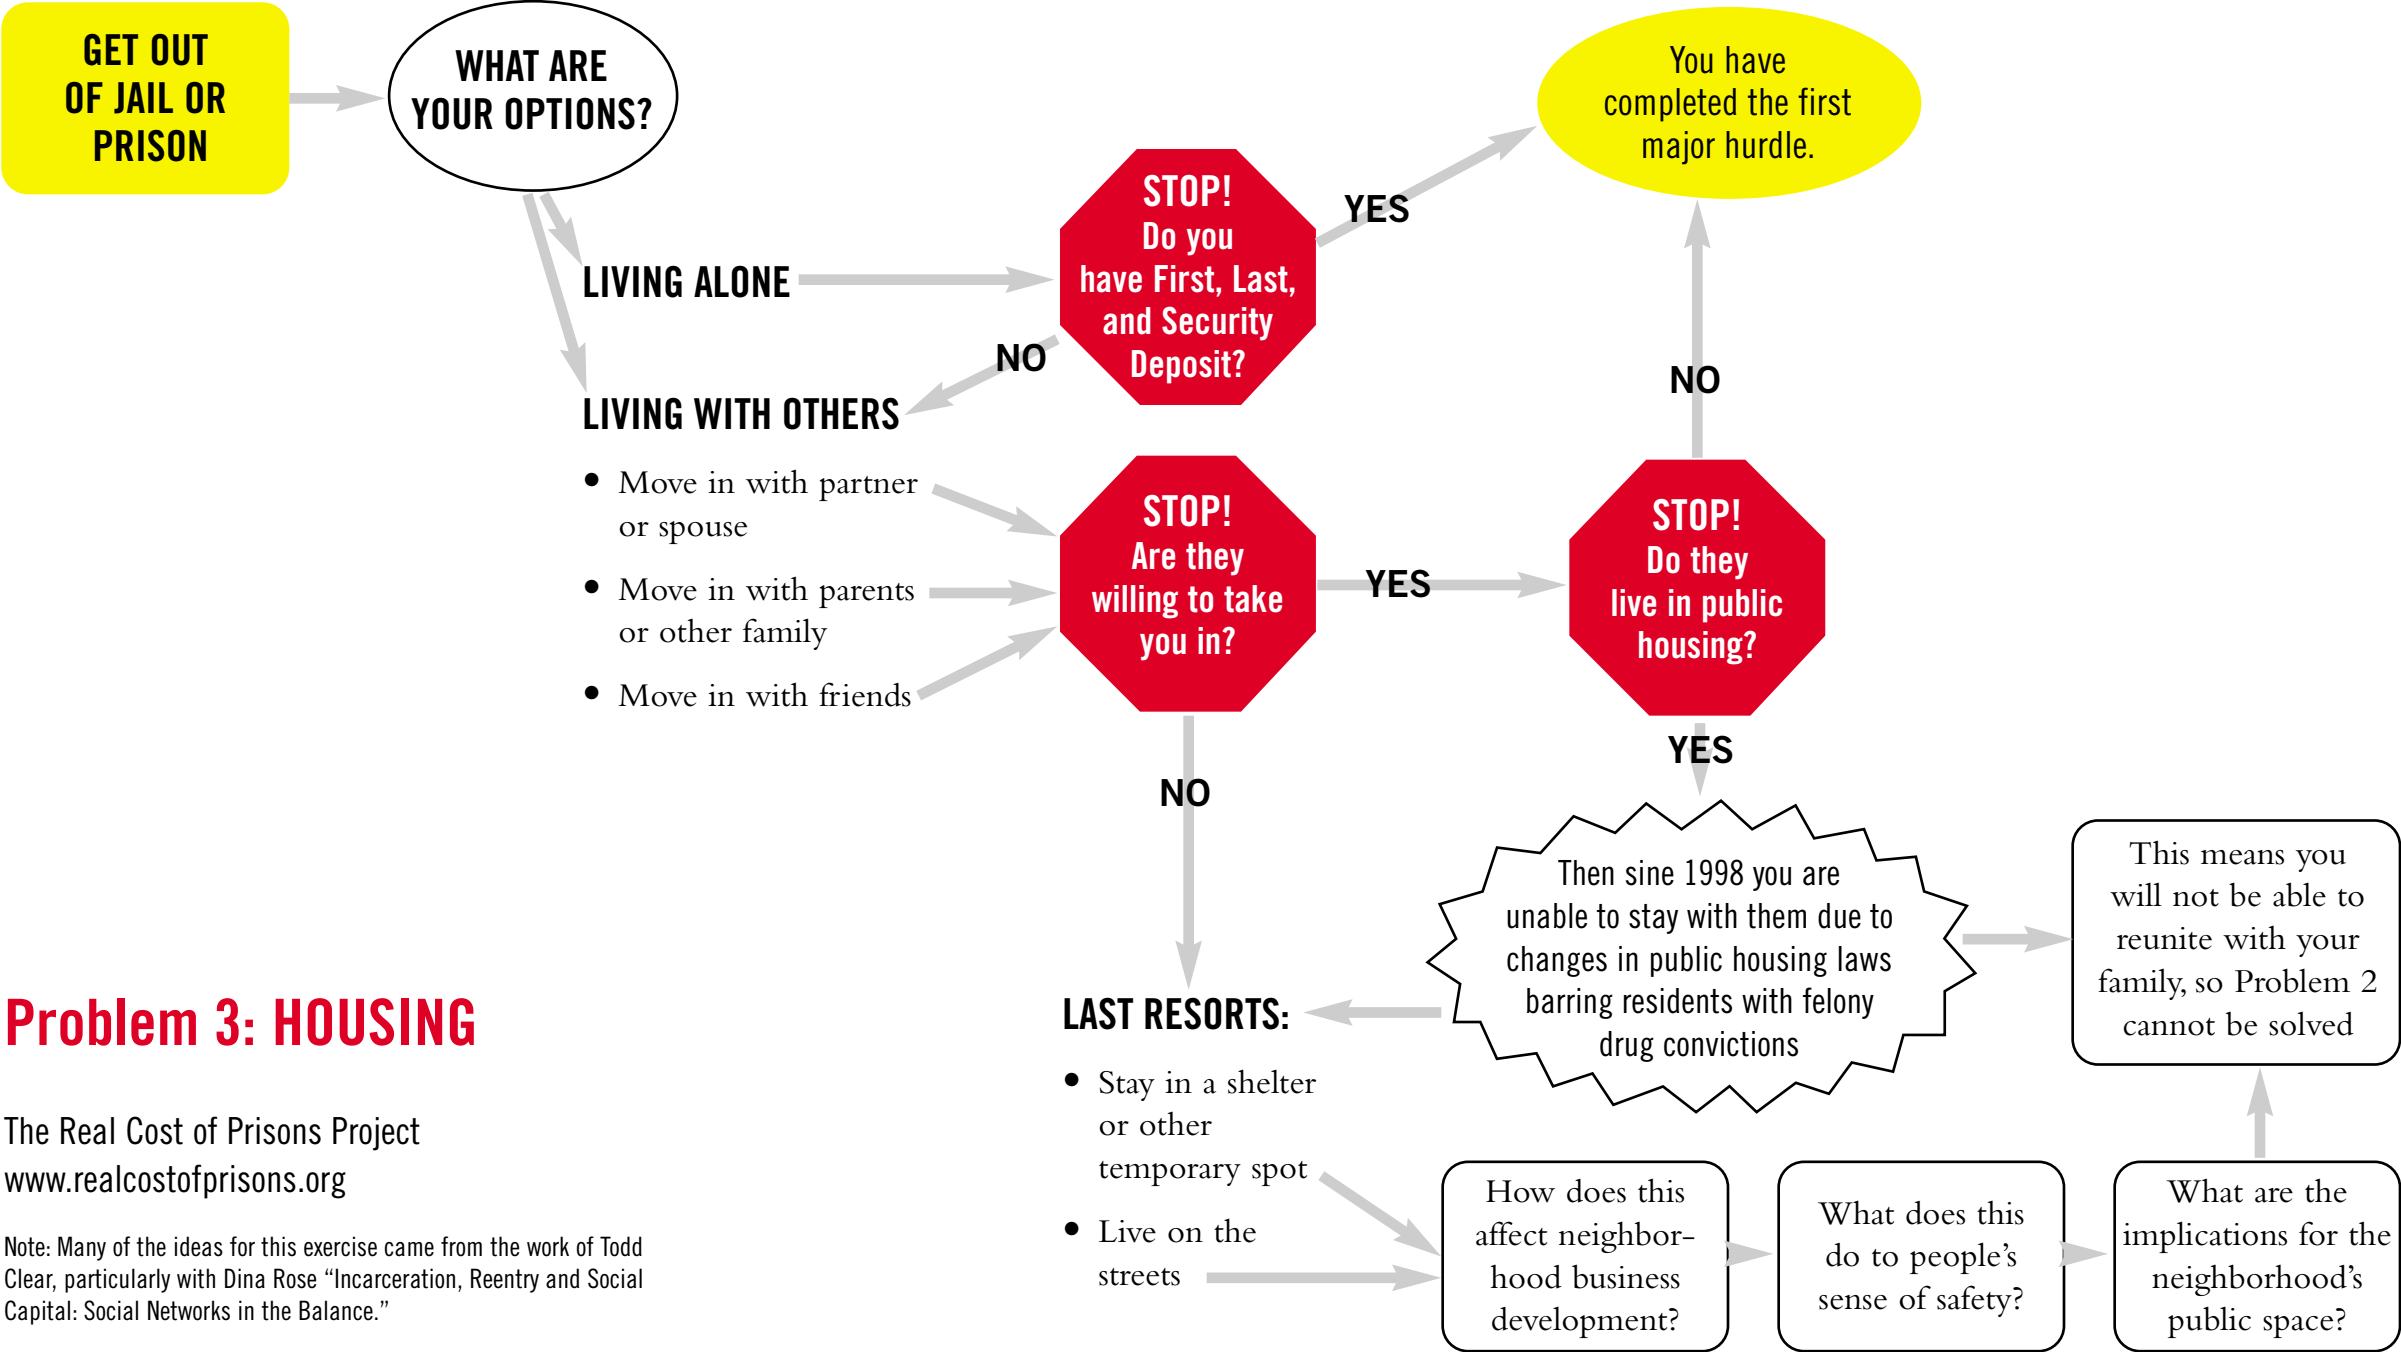 GET OUT
OF JAIL OR
PRISON
WHAT ARE
YOUR OPTIONS?
You have
completed the first
major hurdle.
STOP!
Do you
have First, Last,
and Security
Deposit?
YES
LIVING ALONE
NO
LIVING WITH OTHERS
• Move in with partner
or spouse
• Move in with parents
or other family
• Move in with friends
STOP!
Are they
willing to take
you in?
YES
NO
STOP!
Do they
live in public
housing?
NO
YES
Then sine 1998 you are
unable to stay with them due to
changes in public housing laws
barring residents with felony
drug convictions
This means you
will not be able to
reunite with your
family, so Problem 2
cannot be solved
LAST RESORTS:
• Stay in a shelter
or other
temporary spot
• Live on the
streets
How does this
affect neighbor-
hood business
development?
What does this
do to people’s
sense of safety?
What are the
implications for the
neighborhood’s
public space?
Problem 3: HOUSING
The Real Cost of Prisons Project
www.realcostofprisons.org
Note: Many of the ideas for this exercise came from the work of Todd
Clear, particularly with Dina Rose “Incarceration, Reentry and Social
Capital: Social Networks in the Balance.”